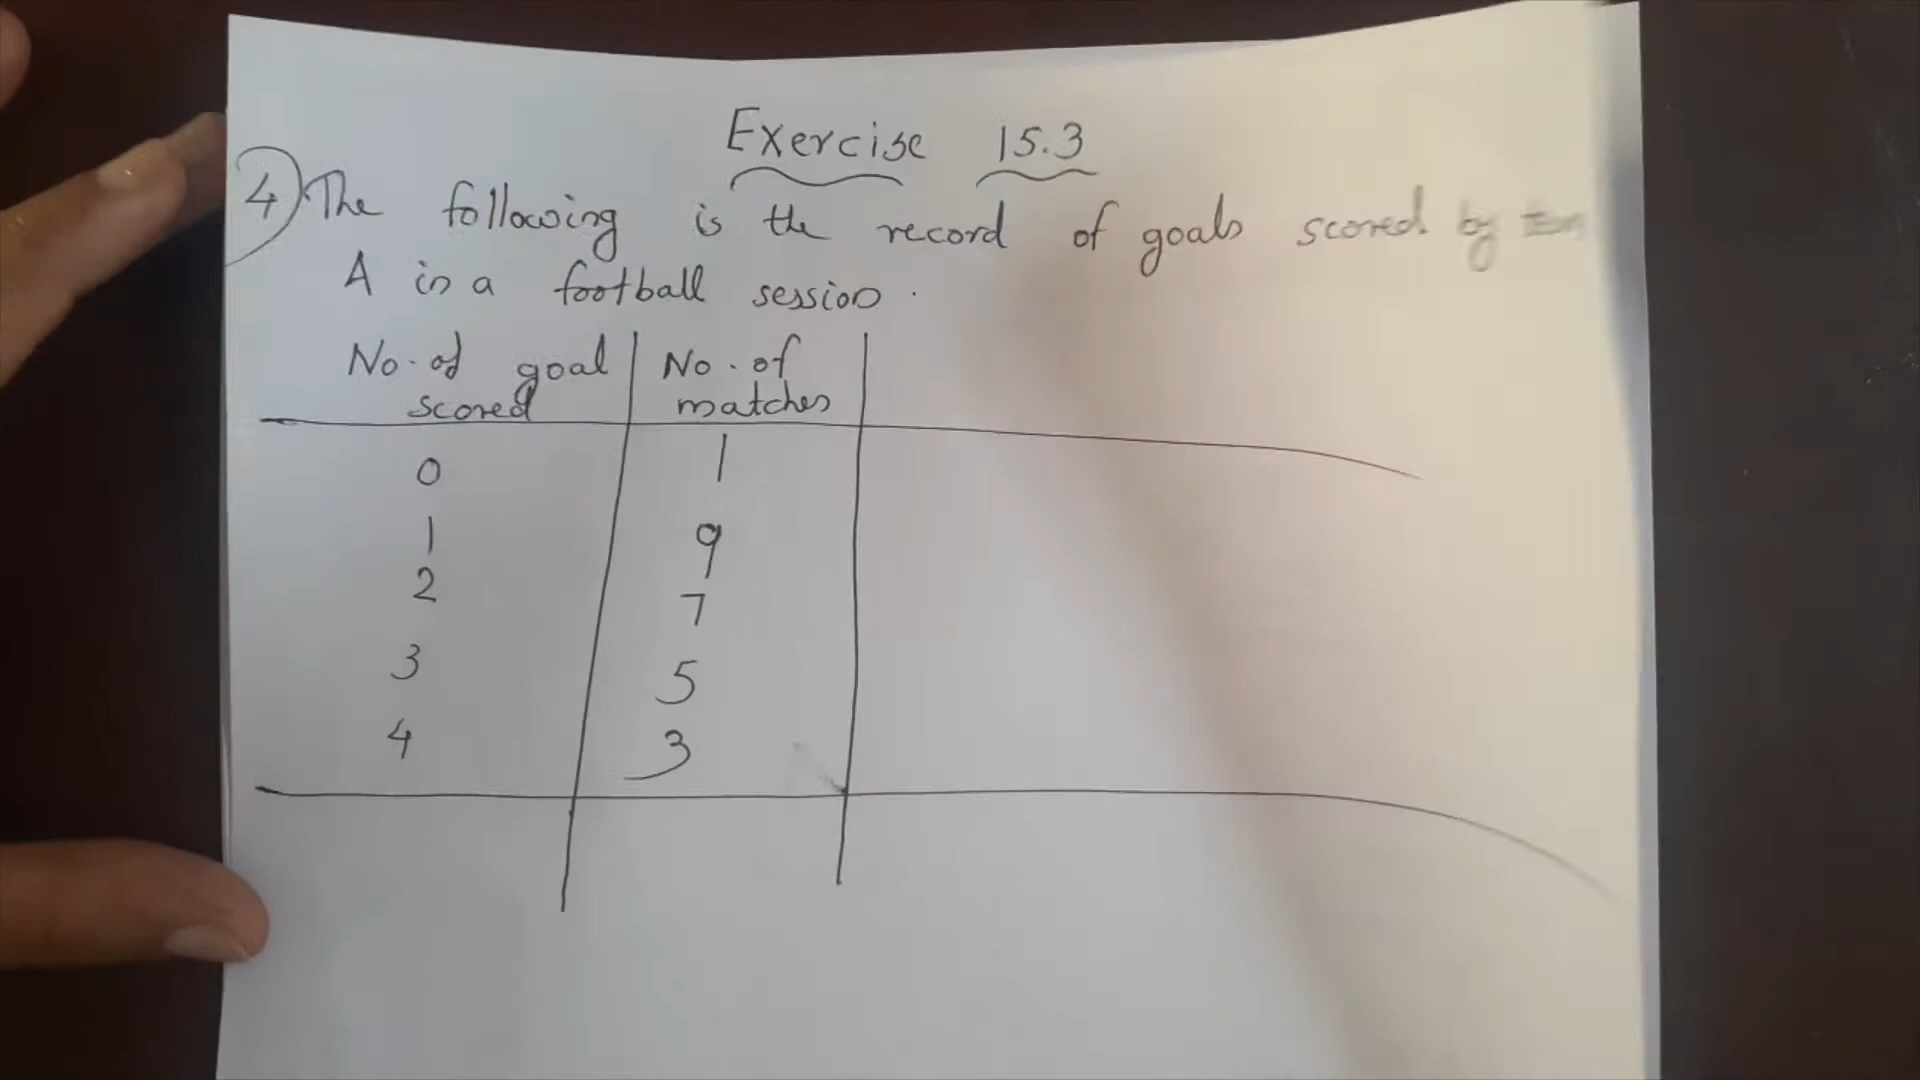 Exercise 15.3
4) The following is the record of goals scored by
A in a football session.
No. of goal scored | No. of matches
0 1
1 9
2 7
3 5
4 3